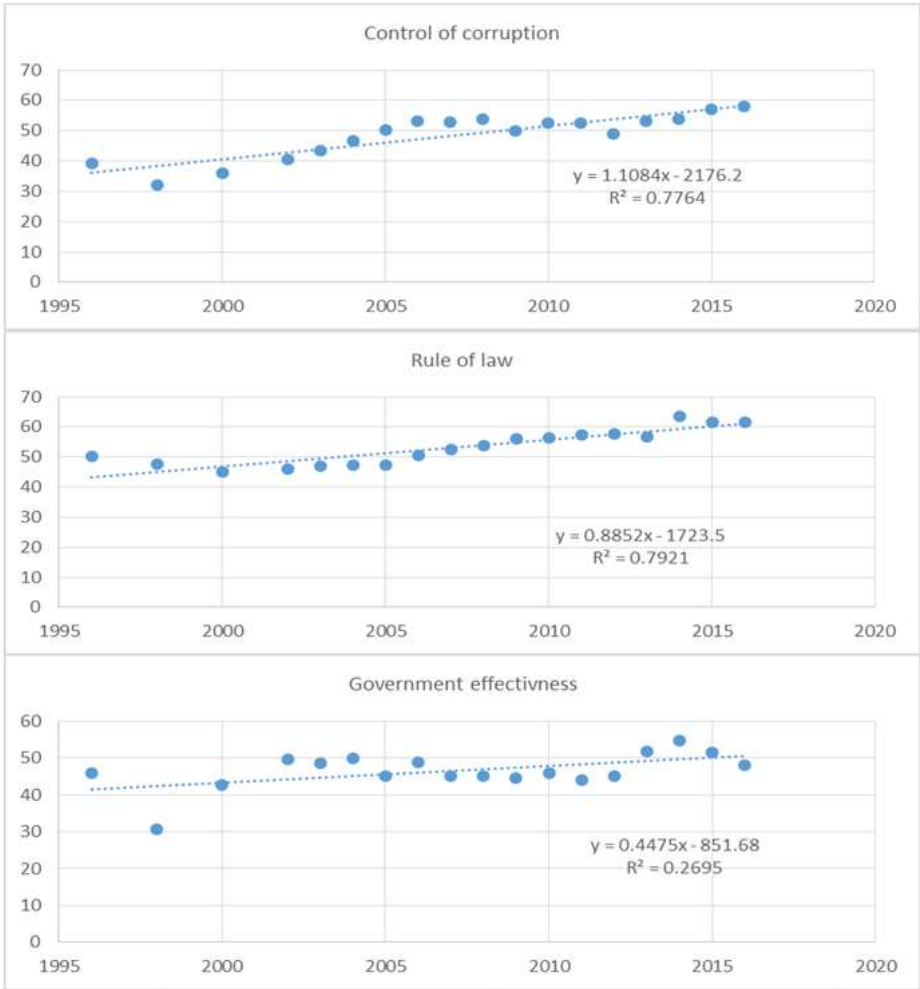 Control of corruption
70
60
50
40
30
20
10
0
y = 1.1084x - 2176.2
R² = 0.7764
1995 2000 2005 2010 2015 2020
Rule of law
70
60
50
40
30
20
10
0
y = 0.8852x - 1723.5
R² = 0.7921
1995 2000 2005 2010 2015 2020
Government effectivness
60
50
40
30
20
10
0
y = 0.4475x - 851.68
R² = 0.2695
1995 2000 2005 2010 2015 2020